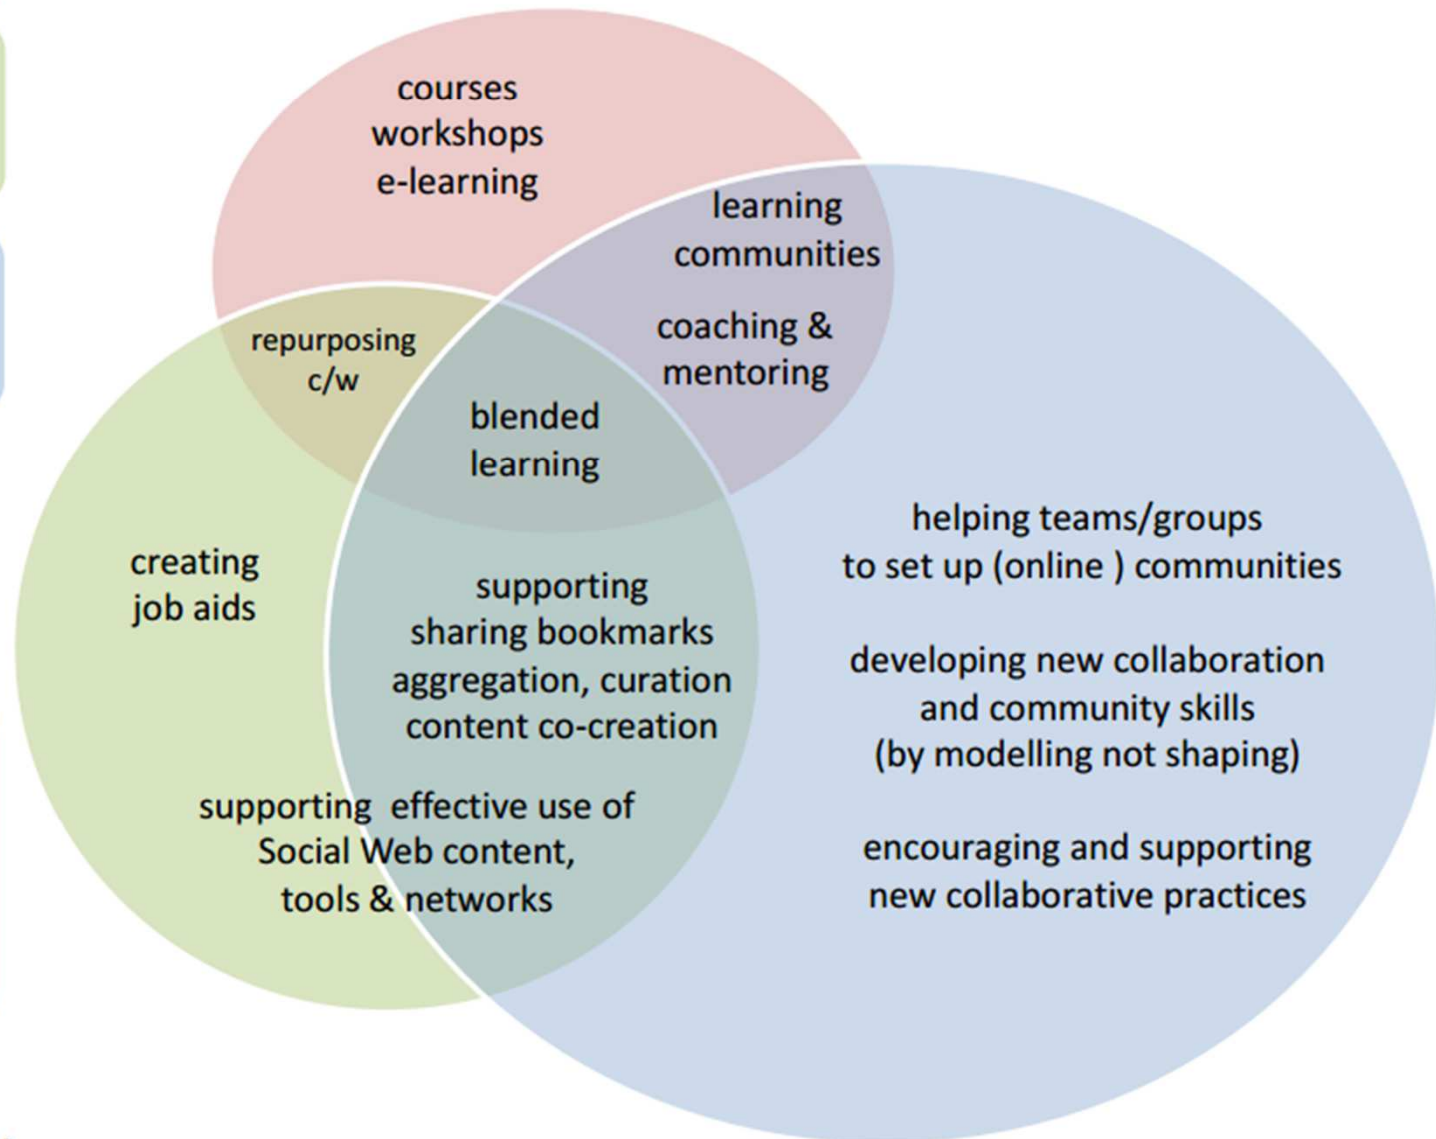 courses
workshops
e-learning
learning
communities
coaching &
mentoring
repurposing
c/w
blended
learning
creating
job aids
supporting
sharing bookmarks
aggregation, curation
content co-creation
supporting  effective use of
Social Web content,
tools & networks
helping teams/groups
to set up (online ) communities
developing new collaboration
and community skills
(by modelling not shaping)
encouraging and supporting
new collaborative practices